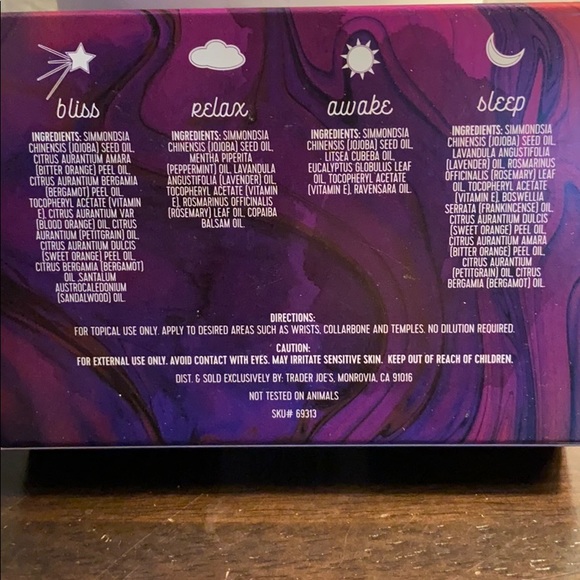 bliss
INGREDIENTS: SIMMONDSIA
CHINENSIS (JOJOBA) SEED OIL,
CITRUS AURANTIUM AMARA
(BITTER ORANGE) PEEL OIL,
CITRUS AURANTIUM BERGAMIA
(BERGAMOT) PEEL OIL,
TOCOPHERYL ACETATE (VITAMIN
E), CITRUS AURANTIUM VAR
(BLOOD ORANGE) OIL, CITRUS
AURANTIUM (PETITGRAIN) OIL,
CITRUS AURANTIUM DULCIS
(SWEET ORANGE) PEEL OIL,
CITRUS BERGAMIA (BERGAMOT)
OIL, SANTALUM
AUSTROCALEDONIUM
(SANDALWOOD) OIL.
relax
INGREDIENTS: SIMMONDSIA
CHINENSIS (JOJOBA) SEED OIL,
MENTHA PIPERITA
(PEPPERMINT) OIL, LAVANDULA
ANGUSTIFOLIA (LAVENDER) OIL,
TOCOPHERYL ACETATE (VITAMIN
E), ROSMARINUS OFFICINALIS
(ROSEMARY) LEAF OIL, COPAIBA
BALSAM OIL.
awake
INGREDIENTS: SIMMONDSIA
CHINENSIS (JOJOBA) SEED OIL,
LITSEA CUBEBA OIL,
EUCALYPTUS GLOBULUS LEAF
OIL, TOCOPHERYL ACETATE
(VITAMIN E), RAVENSARA OIL.
sleep
INGREDIENTS: SIMMONDSIA
CHINENSIS (JOJOBA) SEED OIL,
LAVANDULA ANGUSTIFOLIA
(LAVENDER) OIL, ROSMARINUS
OFFICINALIS (ROSEMARY) LEAF
OIL, TOCOPHERYL ACETATE
(VITAMIN E), BOSWELLIA
SERRATA (FRANKINCENSE) OIL,
CITRUS AURANTIUM DULCIS
(SWEET ORANGE) PEEL OIL,
CITRUS AURANTIUM AMARA
(BITTER ORANGE) PEEL OIL,
CITRUS AURANTIUM
(PETITGRAIN) OIL, CITRUS
BERGAMIA (BERGAMOT) OIL.
DIRECTIONS:
FOR TOPICAL USE ONLY. APPLY TO DESIRED AREAS SUCH AS WRISTS, COLLARBONE AND TEMPLES. NO DILUTION REQUIRED.
CAUTION:
FOR EXTERNAL USE ONLY. AVOID CONTACT WITH EYES. MAY IRRITATE SENSITIVE SKIN. KEEP OUT OF REACH OF CHILDREN.
DIST. & SOLD EXCLUSIVELY BY: TRADER JOE'S, MONROVIA, CA 91016
NOT TESTED ON ANIMALS
SKU# 69313